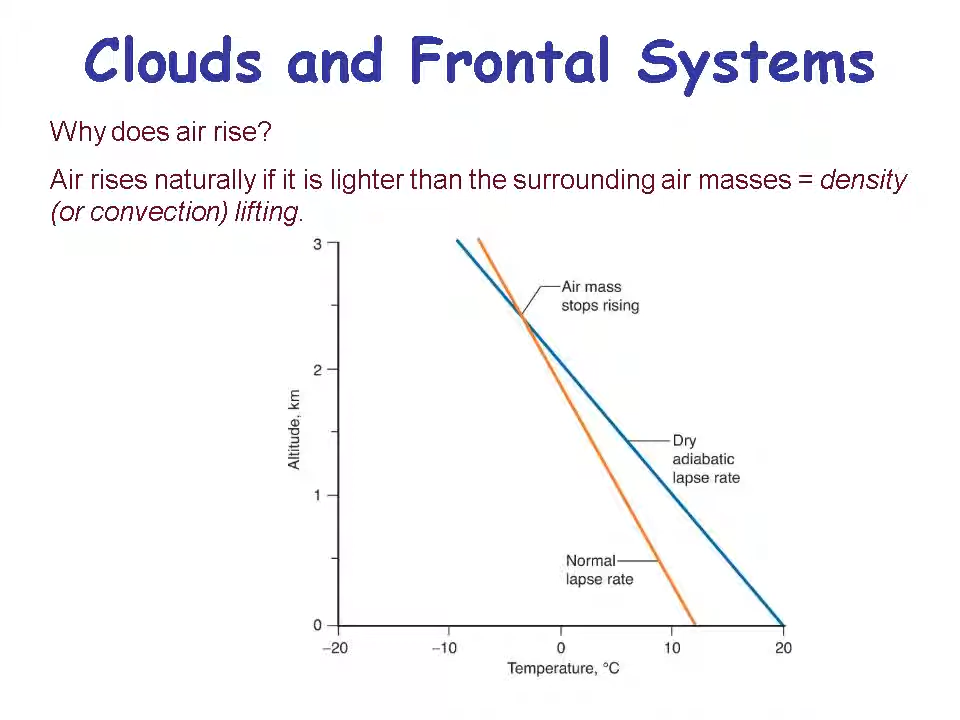 Clouds and Frontal Systems
Why does air rise?
Air rises naturally if it is lighter than the surrounding air masses = density
(or convection) lifting.
3
Air mass
stops rising
2
Altitude, km
Dry
adiabatic
lapse rate
1
Normal
lapse rate
0
–20
–10
0
10
20
Temperature, °C